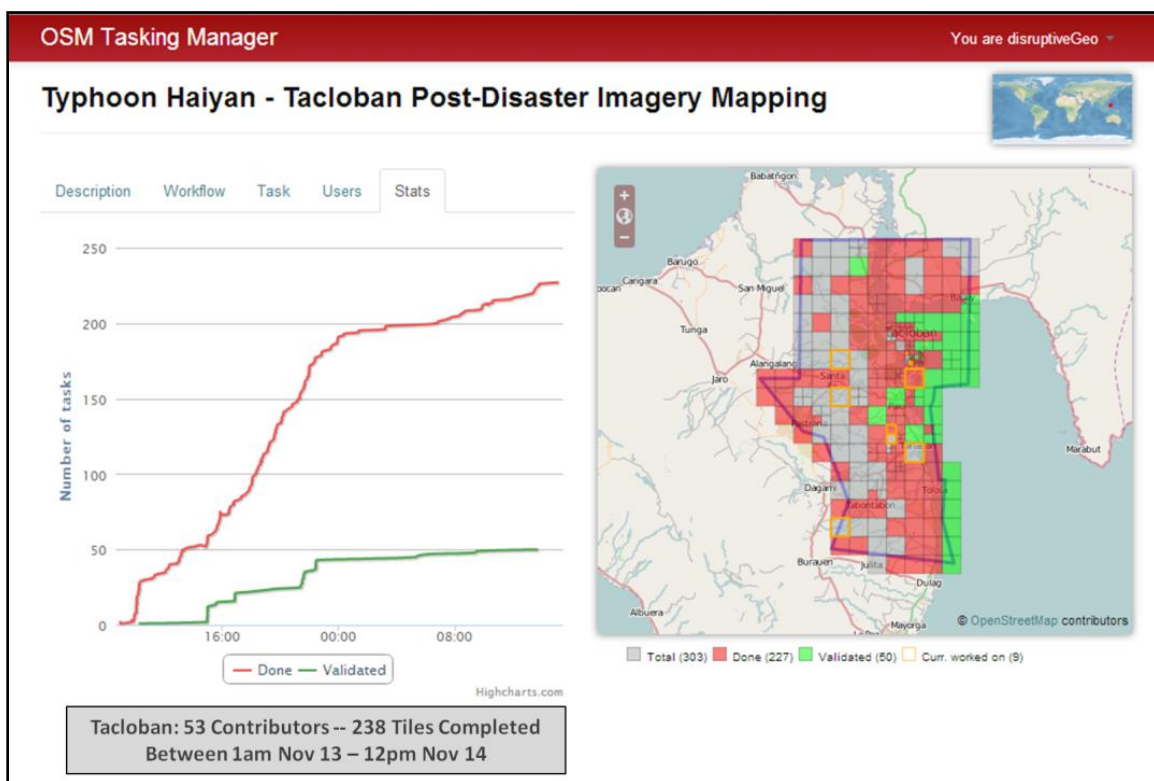 OSM Tasking Manager
You are disruptiveGeo
Typhoon Haiyan - Tacloban Post-Disaster Imagery Mapping
Description Workflow Task Users Stats
250
200
150
100
50
0
Number of tasks
16:00 00:00 08:00
Done Validated
Highcharts.com
Tacloban: 53 Contributors -- 238 Tiles Completed
Between 1am Nov 13 – 12pm Nov 14
+
–
Babatñgon
Barugo
Carigara
San Miguel
Tunga
Tacloban
Alangalang
Jaro
Santa
Pastrana
Marabut
Dagami
Tolosa
Tabontabon
Burauen
Julita
Dulag
Albuera
Mayorga
© OpenStreetMap contributors
Total (303) Done (227) Validated (50) Curr. worked on (9)